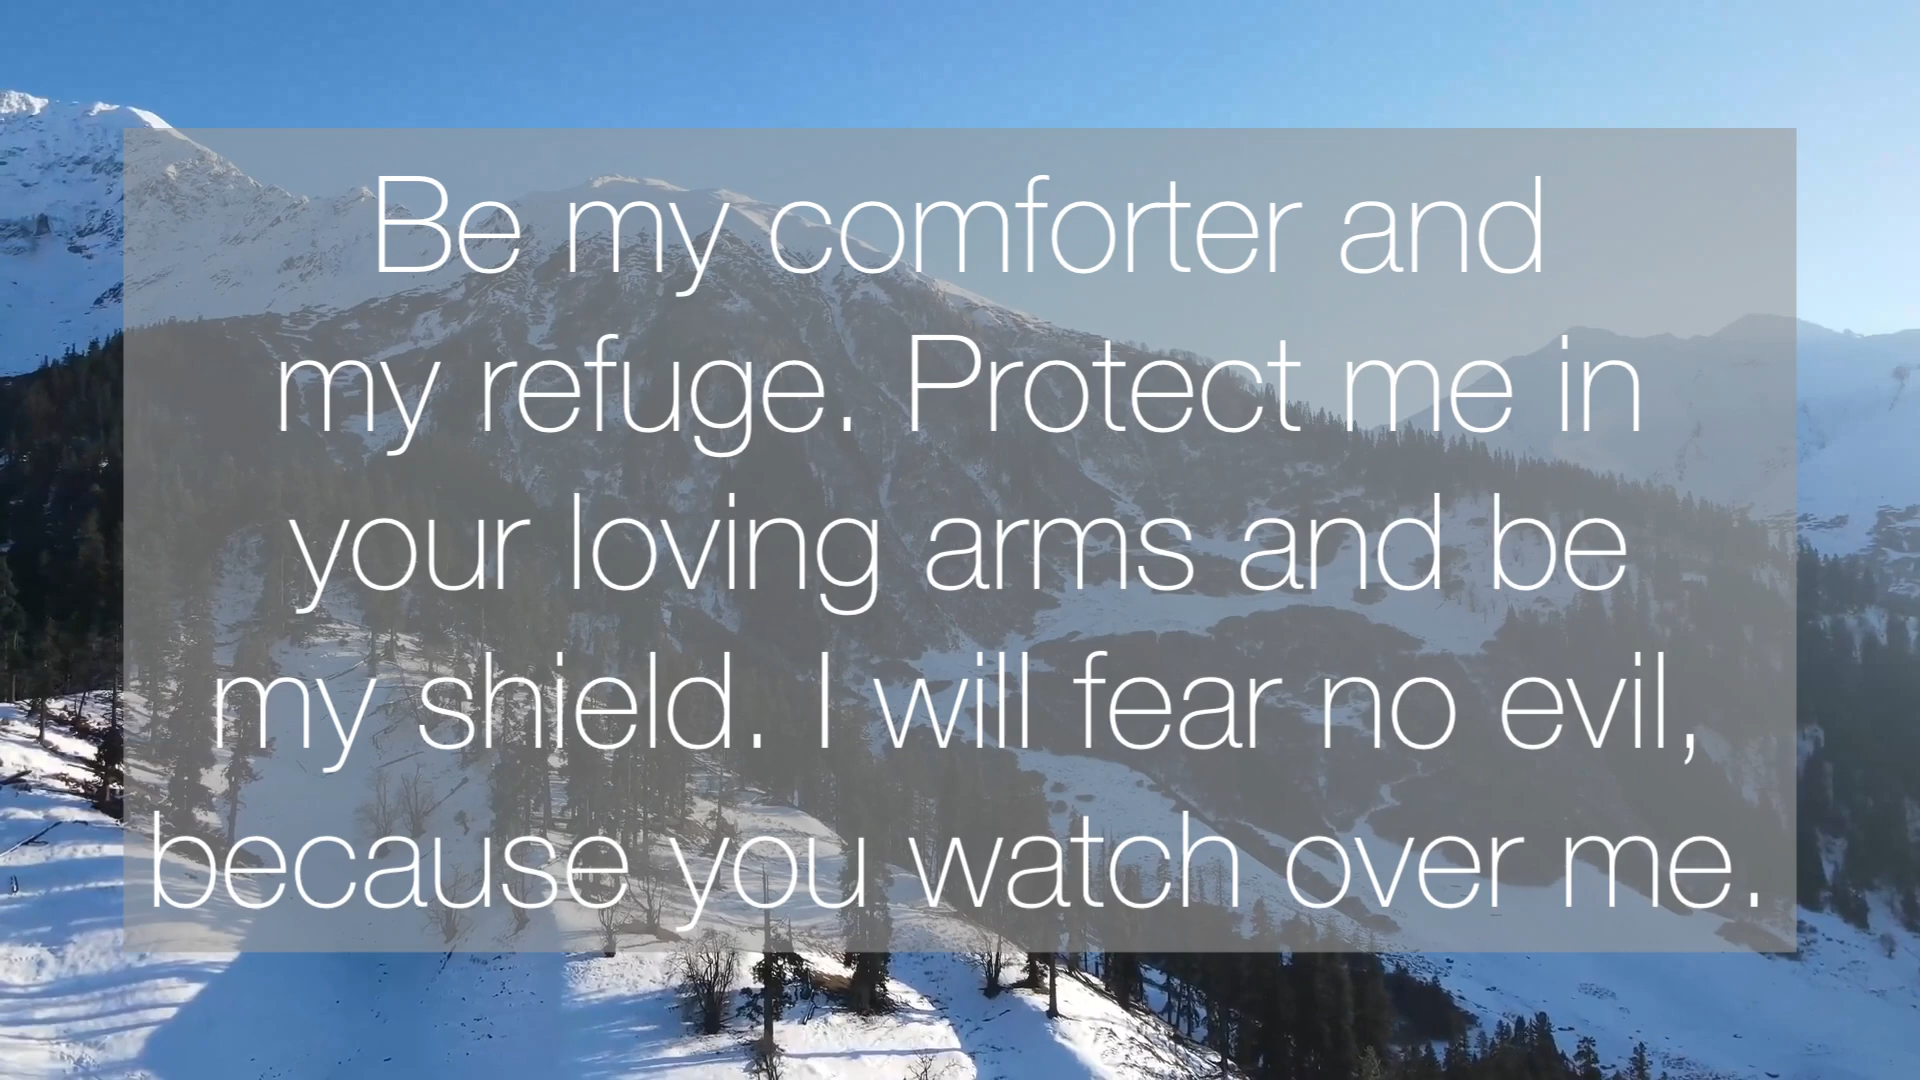 Be my comforter and
my refuge. Protect me in
your loving arms and be
my shield. I will fear no evil,
because you watch over me.